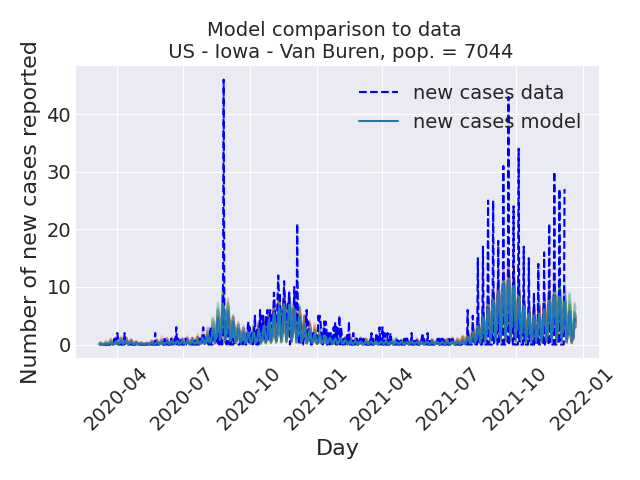 Model comparison to data
US - Iowa - Van Buren, pop. = 7044
Number of new cases reported
new cases data
new cases model
40
30
20
10
0
2020-04
2020-07
2020-10
2021-01
2021-04
2021-07
2021-10
2022-01
Day